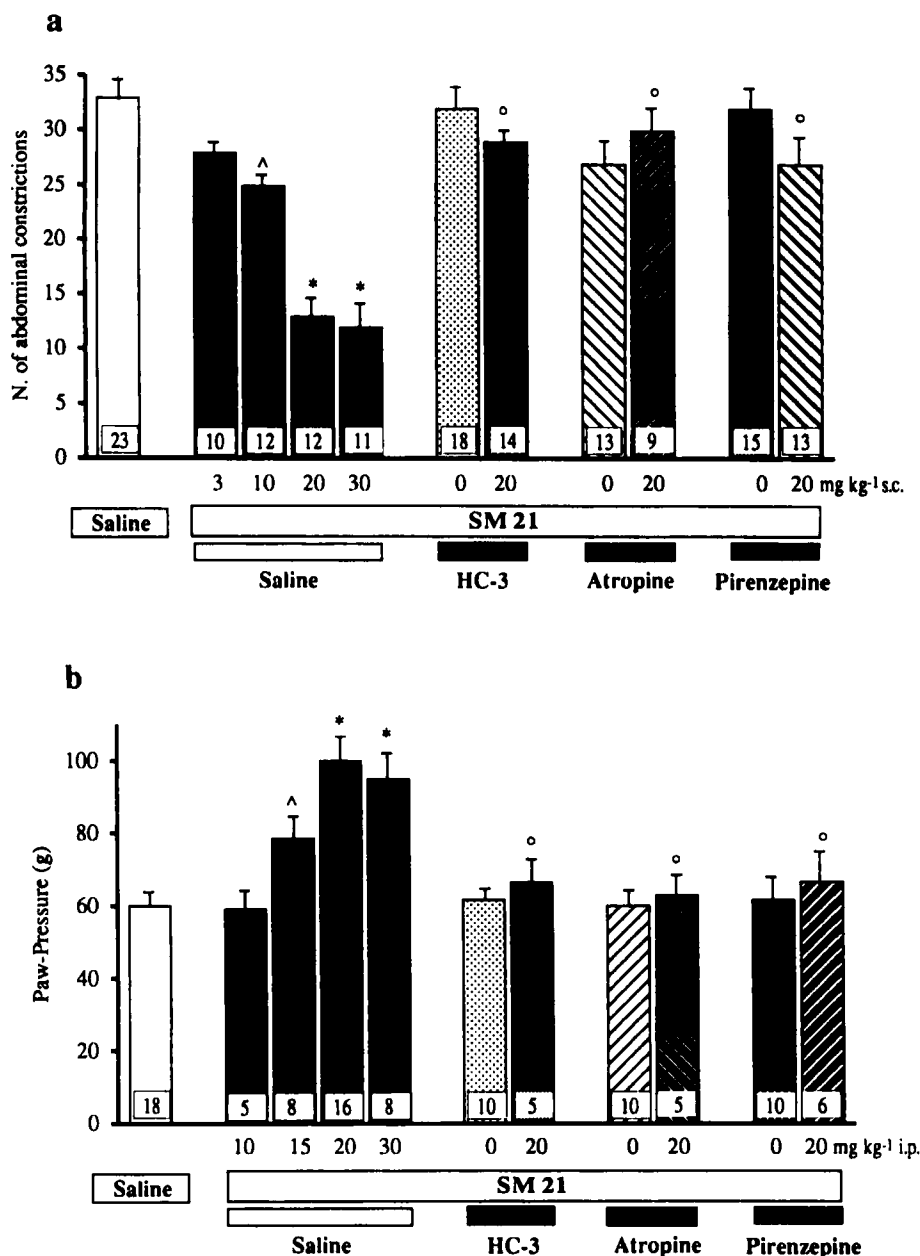 a
35
30
25
20
15
10
5
0
N. of abdominal constrictions
^ * * ° ° °
23 10 12 12 11 18 14 13 9 15 13
3 10 20 30 0 20 0 20 0 20 mg kg⁻¹ s.c.
Saline SM 21
Saline HC-3 Atropine Pirenzepine
b
100
80
60
40
20
0
Paw-Pressure (g)
^ * * ° ° °
18 5 8 16 8 10 5 10 5 10 6
10 15 20 30 0 20 0 20 0 20 mg kg⁻¹ i.p.
Saline SM 21
Saline HC-3 Atropine Pirenzepine